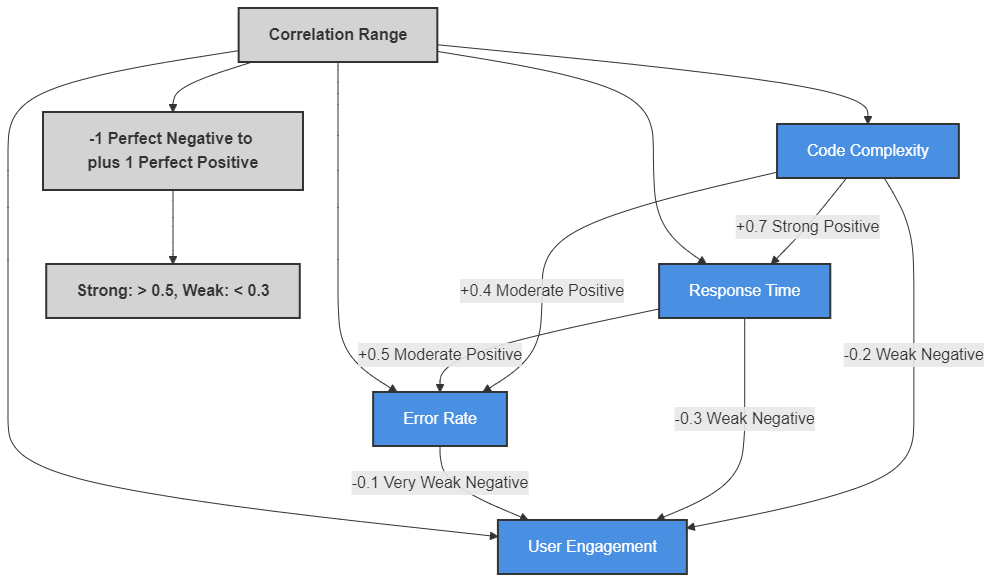 Correlation Range
-1 Perfect Negative to
plus 1 Perfect Positive
Code Complexity
+0.7 Strong Positive
Strong: > 0.5, Weak: < 0.3
Response Time
+0.4 Moderate Positive
+0.5 Moderate Positive
-0.2 Weak Negative
Error Rate
-0.3 Weak Negative
-0.1 Very Weak Negative
User Engagement